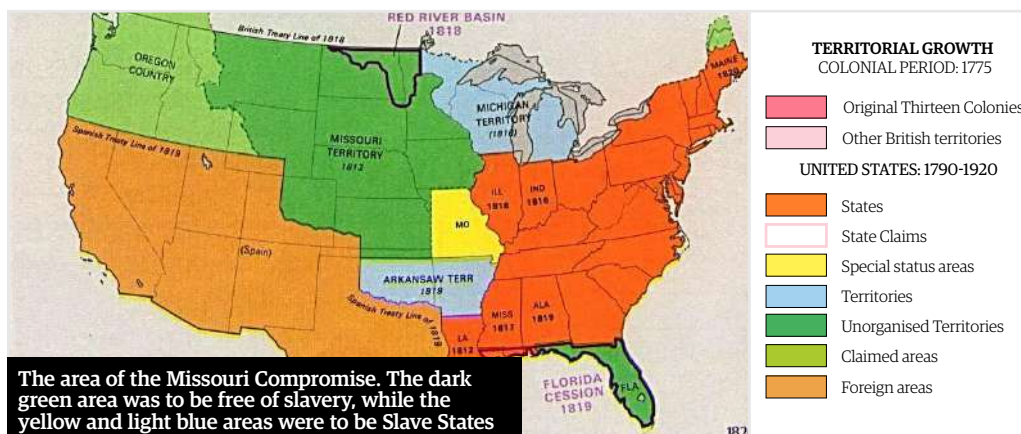 RED RIVER BASIN
1818
British Treaty Line of 1818
OREGON
COUNTRY
MAINE
1820
MICHIGAN
TERRITORY
(1818)
Spanish Treaty Line of 1819
MISSOURI
TERRITORY
1812
ILL
1818
IND
1816
MO
(Spain)
ARKANSAW TERR
1819
Spanish Treaty Line of 1819
MISS
1817
ALA
1819
LA
1812
FLORIDA
CESSION
1819
FLA
182
The area of the Missouri Compromise. The dark
green area was to be free of slavery, while the
yellow and light blue areas were to be Slave States
TERRITORIAL GROWTH
COLONIAL PERIOD: 1775
Original Thirteen Colonies
Other British territories
UNITED STATES: 1790-1920
States
State Claims
Special status areas
Territories
Unorganised Territories
Claimed areas
Foreign areas